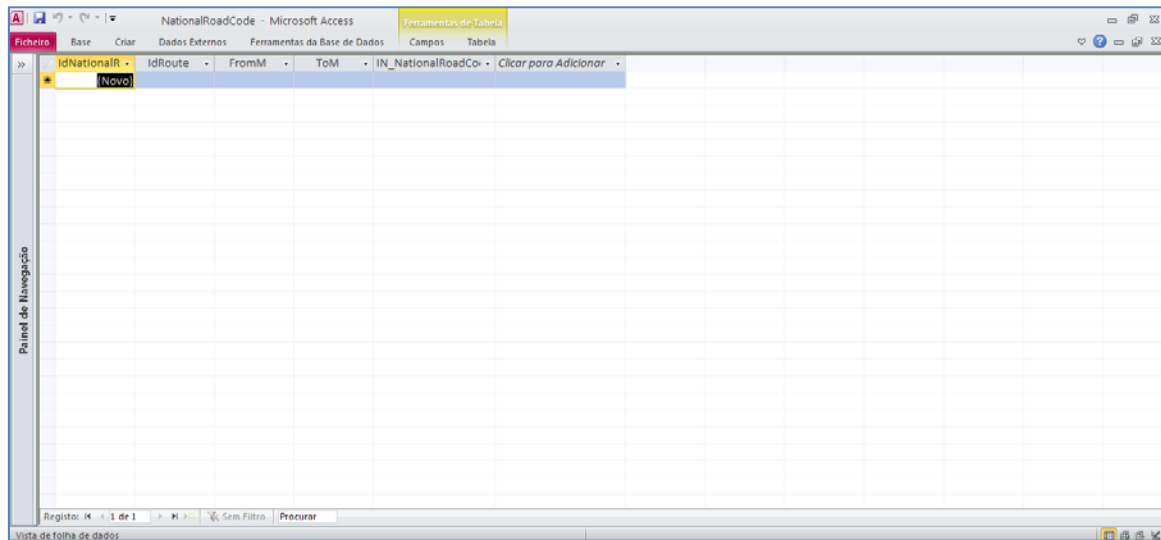 A NationalRoadCode - Microsoft Access Ferramentas de Tabela
Ficheiro Base Criar Dados Externos Ferramentas da Base de Dados Campos Tabela
IdNationalR IdRoute FromM ToM IN_NationalRoadCo Clicar para Adicionar
(Novo)
Painel de Navegação
Registo: 1 de 1 Sem Filtro Procurar
Vista de folha de dados